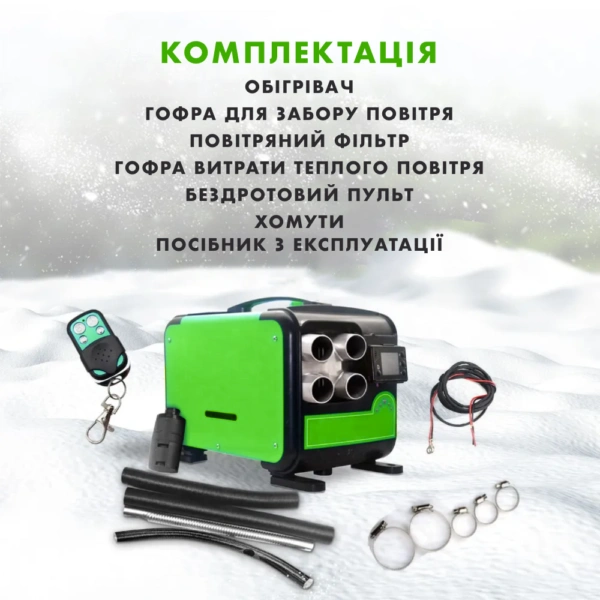 КОМПЛЕКТАЦІЯ
ОБІГРІВАЧ
ГОФРА ДЛЯ ЗАБОРУ ПОВІТРЯ
ПОВІТРЯНИЙ ФІЛЬТР
ГОФРА ВИТРАТИ ТЕПЛОГО ПОВІТРЯ
БЕЗДРОТОВИЙ ПУЛЬТ
ХОМУТИ
ПОСІБНИК З ЕКСПЛУАТАЦІЇ